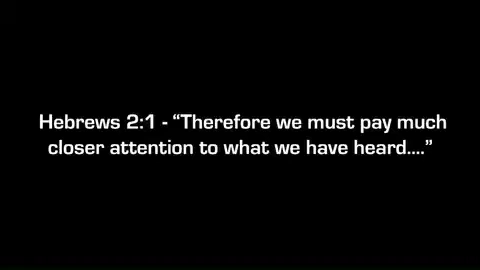 Hebrews 2:1 - “Therefore we must pay much
closer attention to what we have heard....”